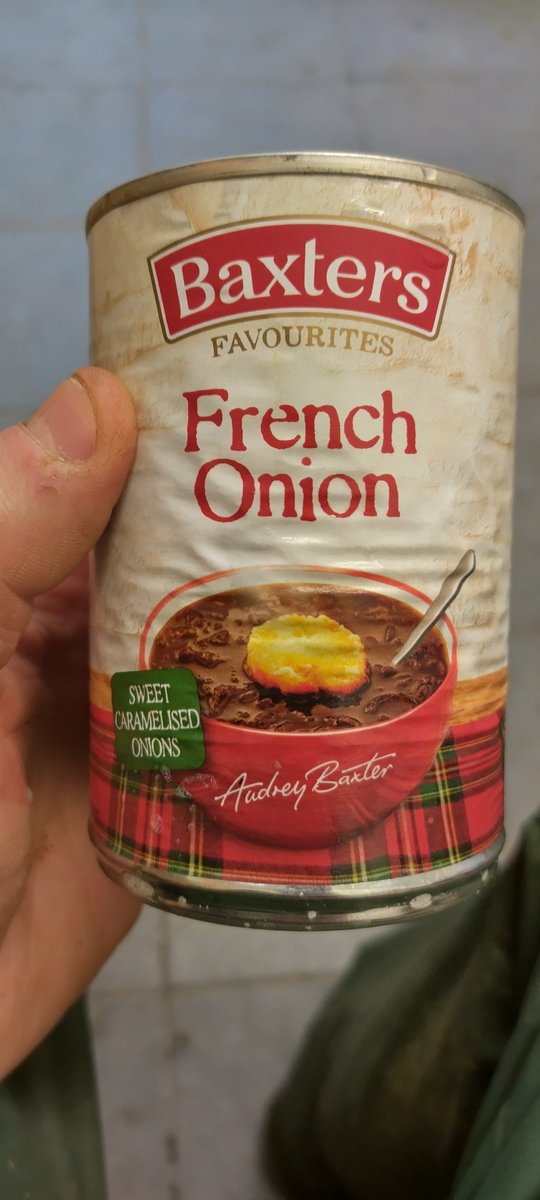 Baxters
FAVOURITES
French
Onion
SWEET
CARAMELISED
ONIONS
Audrey Baxter